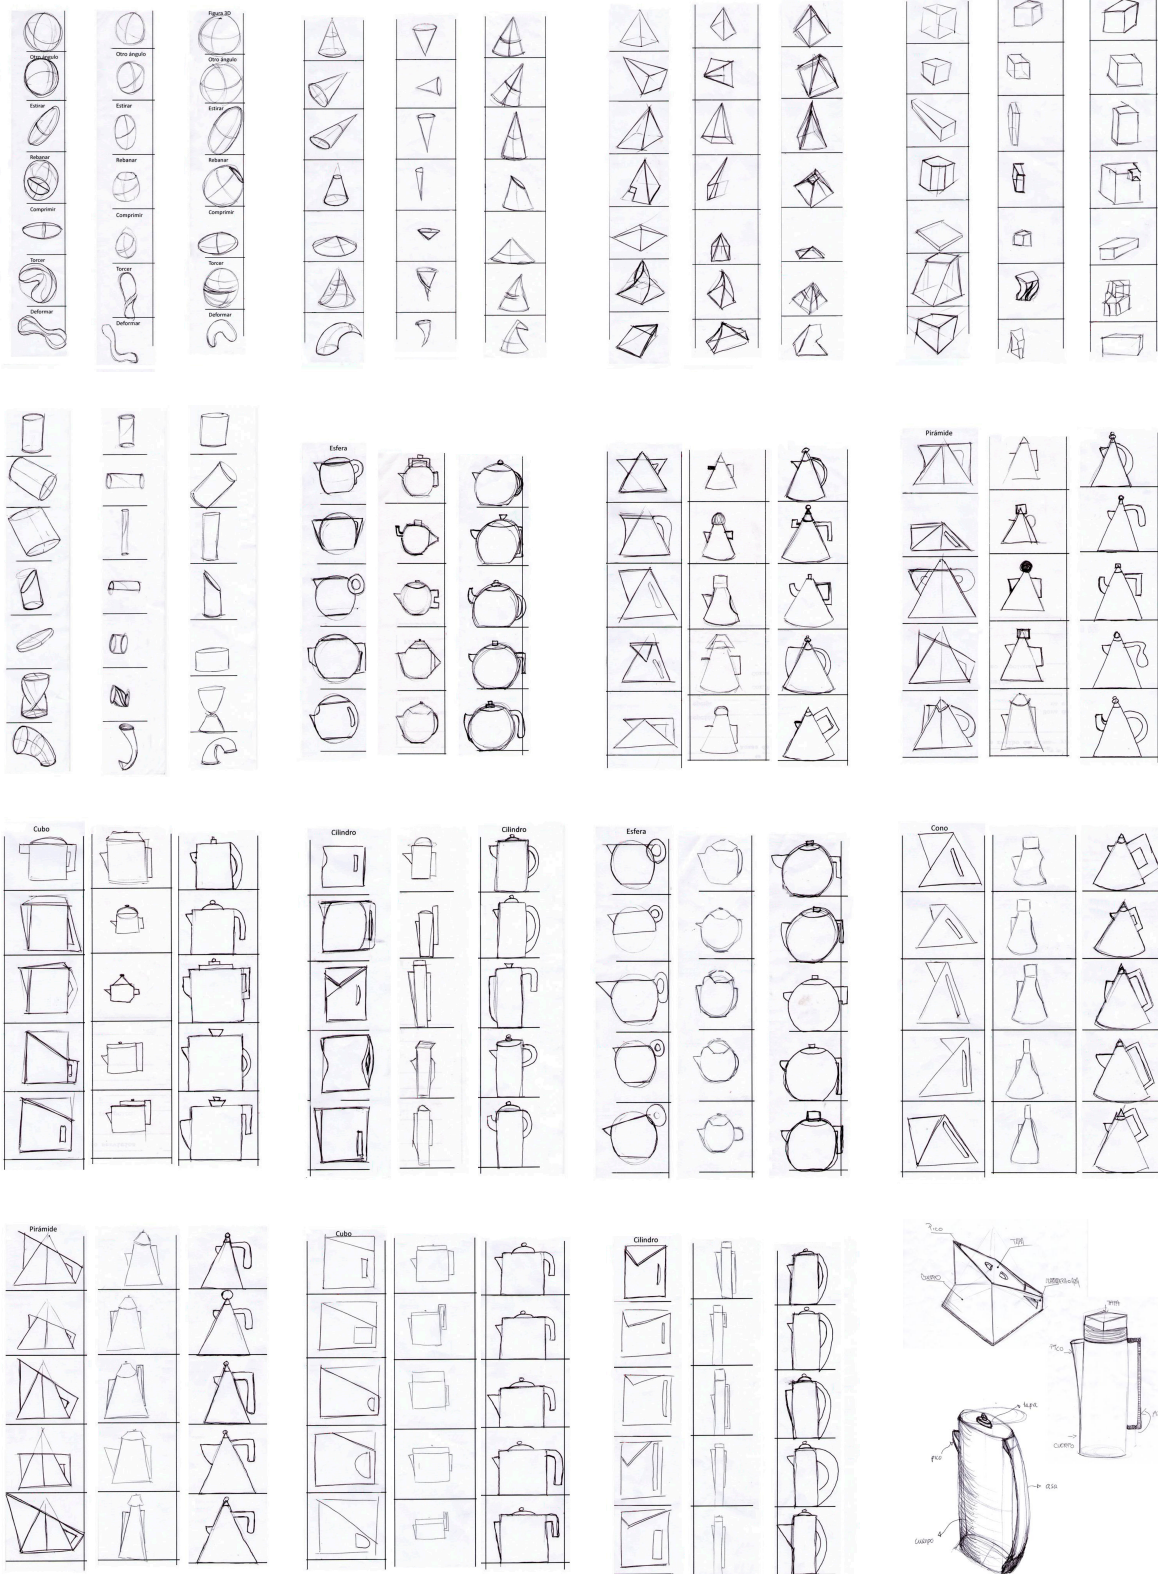 Figura 3D
Otro ángulo
Otro ángulo
Otro ángulo
Estirar
Estirar
Estirar
Rebanar
Rebanar
Rebanar
Comprimir
Comprimir
Comprimir
Torcer
Torcer
Torcer
Deformar
Deformar
Deformar
Esfera
Pirámide
Cubo
Cilindro
Cilindro
Esfera
Cono
Pirámide
Cubo
Cilindro
Pico
TAPA
CUERPO
PICO
CUERPO
tapa
pico
asa
cuerpo